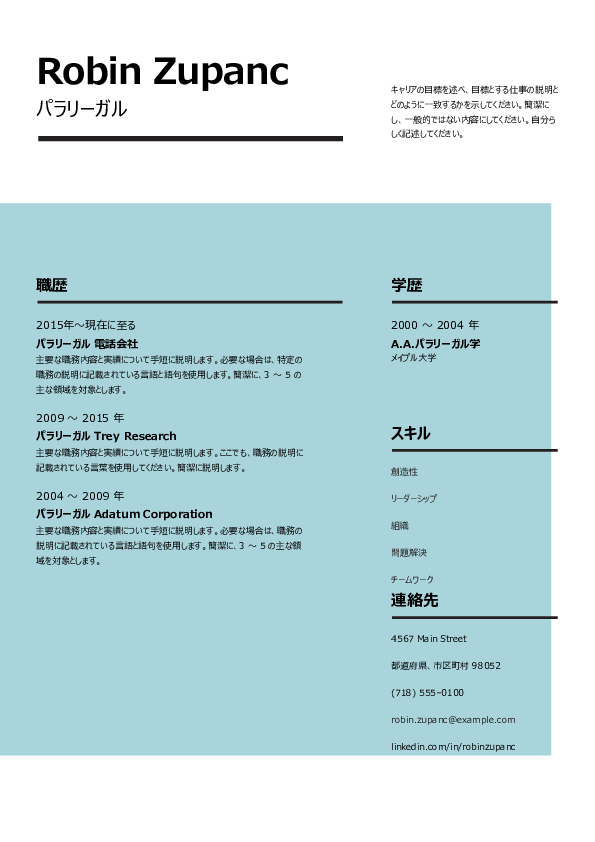 Robin Zupanc
パラリーガル
キャリアの目標を述べ、目標とする仕事の説明と
どのように一致するかを示してください。簡潔に
し、一般的ではない内容にしてください。自分ら
しく記述してください。
職歴
2015年～現在に至る
パラリーガル 電話会社
主要な職務内容と実績について手短に説明します。必要な場合は、特定の
職務の説明に記載されている言語と語句を使用します。簡潔に、3 ～ 5 の
主な領域を対象とします。
2009 ～ 2015 年
パラリーガル Trey Research
主要な職務内容と実績について手短に説明します。ここでも、職務の説明に
記載されている言葉を使用してください。簡潔に説明します。
2004 ～ 2009 年
パラリーガル Adatum Corporation
主要な職務内容と実績について手短に説明します。必要な場合は、職務の
説明に記載されている言語と語句を使用します。簡潔に、3 ～ 5 の主な領
域を対象とします。
学歴
2000 ～ 2004 年
A.A.パラリーガル学
メイプル大学
スキル
創造性
リーダーシップ
組織
問題解決
チームワーク
連絡先
4567 Main Street
都道府県、市区町村 98052
(718) 555-0100
robin.zupanc@example.com
linkedin.com/in/robinzupanc